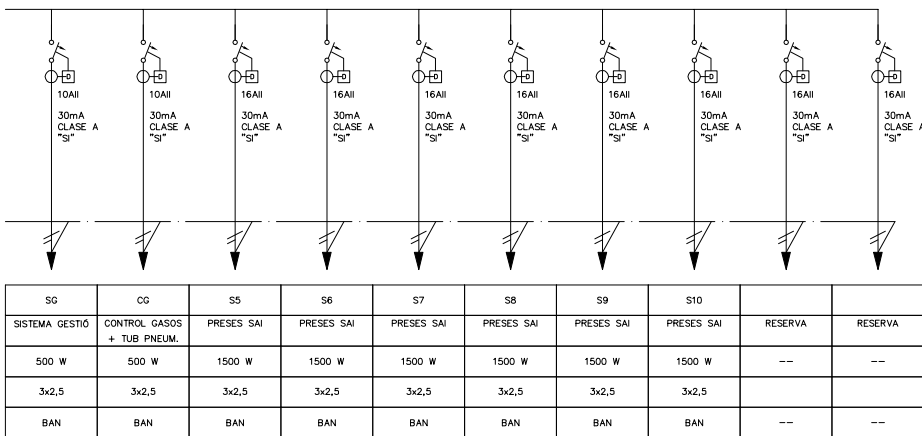 10AII 10AII 16AII 16AII 16AII 16AII 16AII 16AII 16AII 16AII
30mA 30mA 30mA 30mA 30mA 30mA 30mA 30mA 30mA 30mA
CLASE A CLASE A CLASE A CLASE A CLASE A CLASE A CLASE A CLASE A CLASE A CLASE A
"SI" "SI" "SI" "SI" "SI" "SI" "SI" "SI" "SI" "SI"
SG CG S5 S6 S7 S8 S9 S10
SISTEMA GESTIÓ CONTROL GASOS PRESES SAI PRESES SAI PRESES SAI PRESES SAI PRESES SAI PRESES SAI RESERVA RESERVA
+ TUB PNEUM.
500 W 500 W 1500 W 1500 W 1500 W 1500 W 1500 W 1500 W -- --
3x2,5 3x2,5 3x2,5 3x2,5 3x2,5 3x2,5 3x2,5 3x2,5
BAN BAN BAN BAN BAN BAN BAN BAN -- --